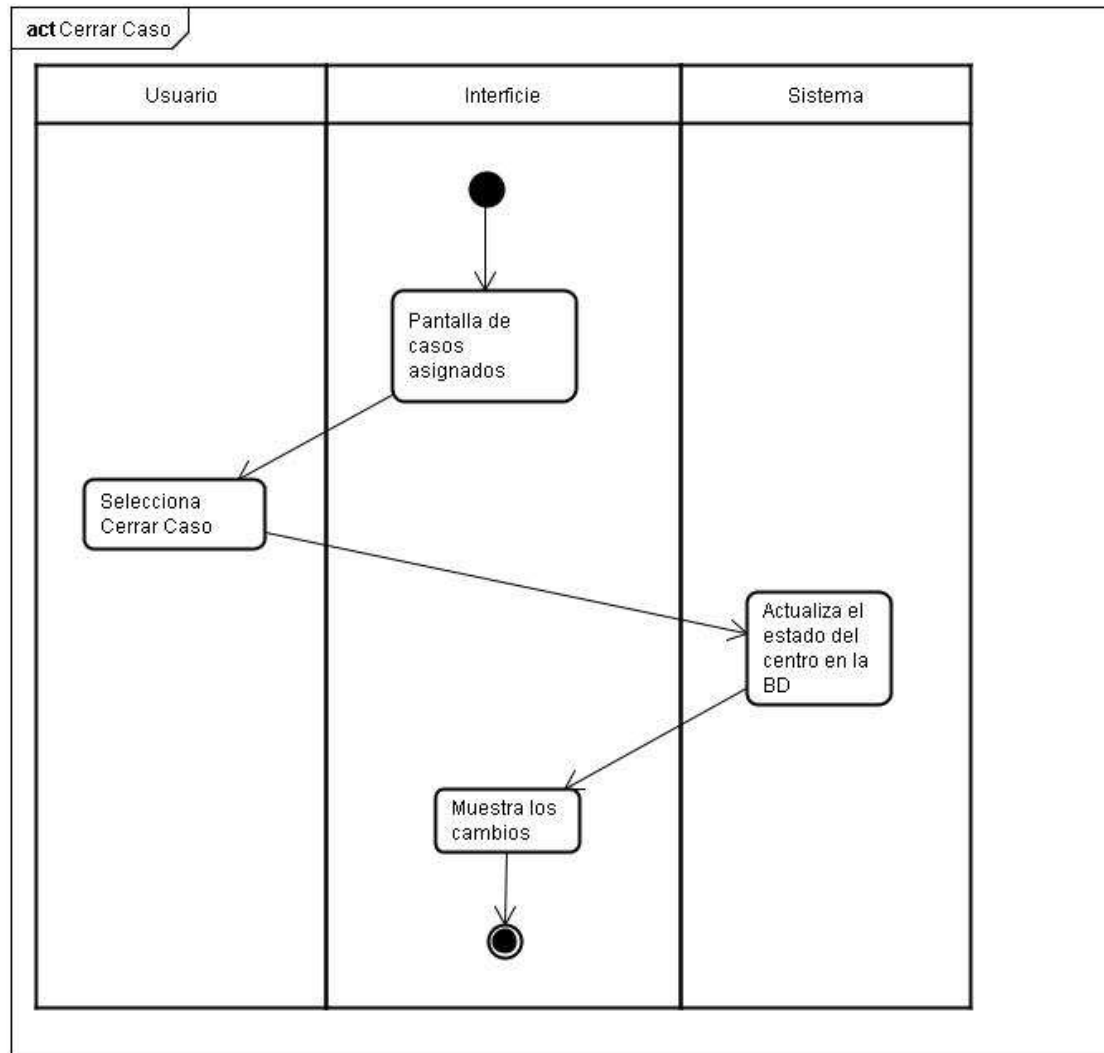 act Cerrar Caso
Usuario
Interficie
Sistema
Pantalla de
casos
asignados
Selecciona
Cerrar Caso
Actualiza el
estado del
centro en la
BD
Muestra los
cambios